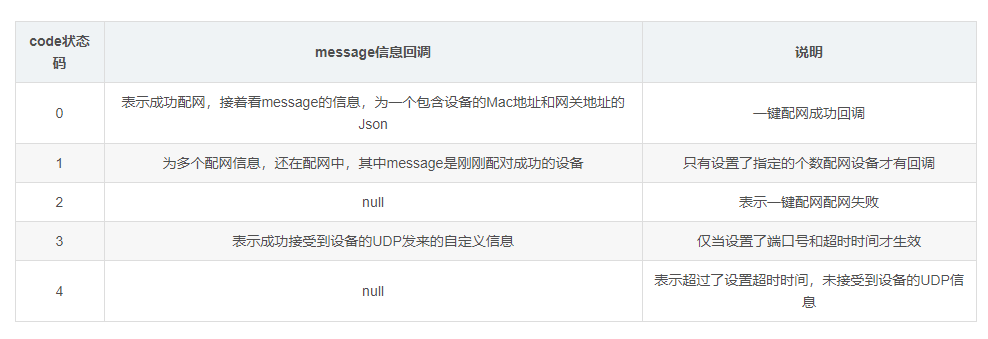 code状态
码
message信息回调
说明
0
表示成功配网，接着看message的信息，为一个包含设备的Mac地址和网关地址的
Json
一键配网成功回调
1
为多个配网信息，还在配网中，其中message是刚刚配对成功的设备
只有设置了指定的个数配网设备才有回调
2
null
表示一键配网配网失败
3
表示成功接受到设备的UDP发来的自定义信息
仅当设置了端口号和超时时间才生效
4
null
表示超过了设置超时时间，未接受到设备的UDP信
息